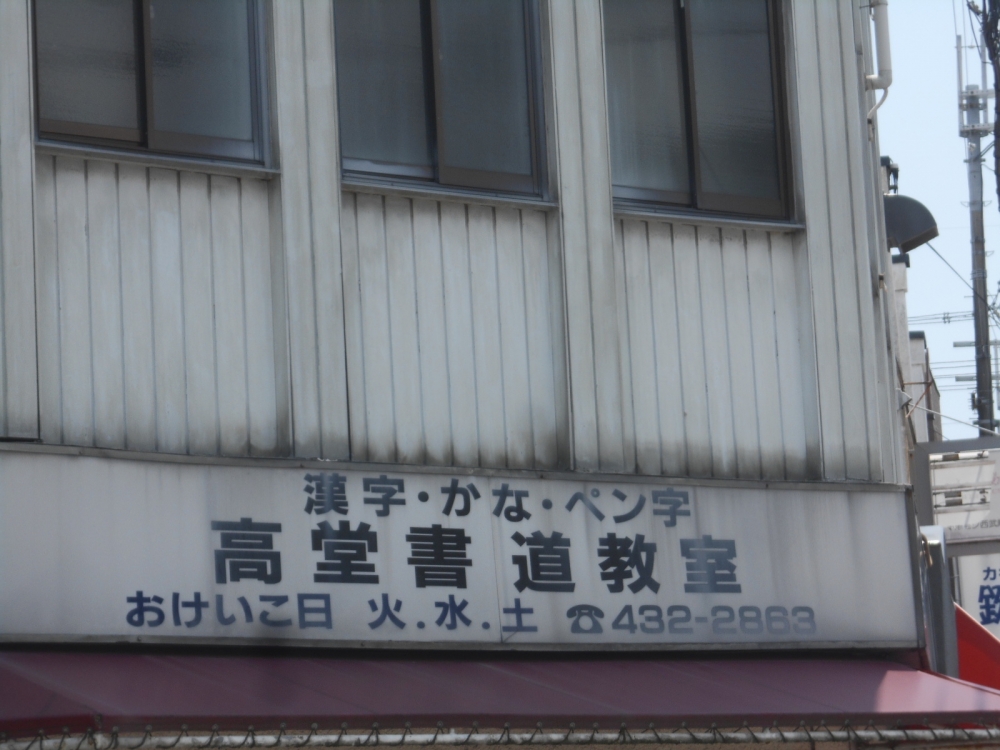 漢字・かな・ペン字
高堂書道教室
おけいこ日 火.水.土 ☎432-2863